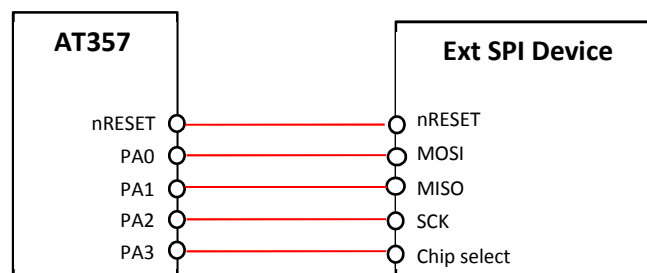 AT357
Ext SPI Device
nRESET
nRESET
PA0
MOSI
PA1
MISO
PA2
SCK
PA3
Chip select